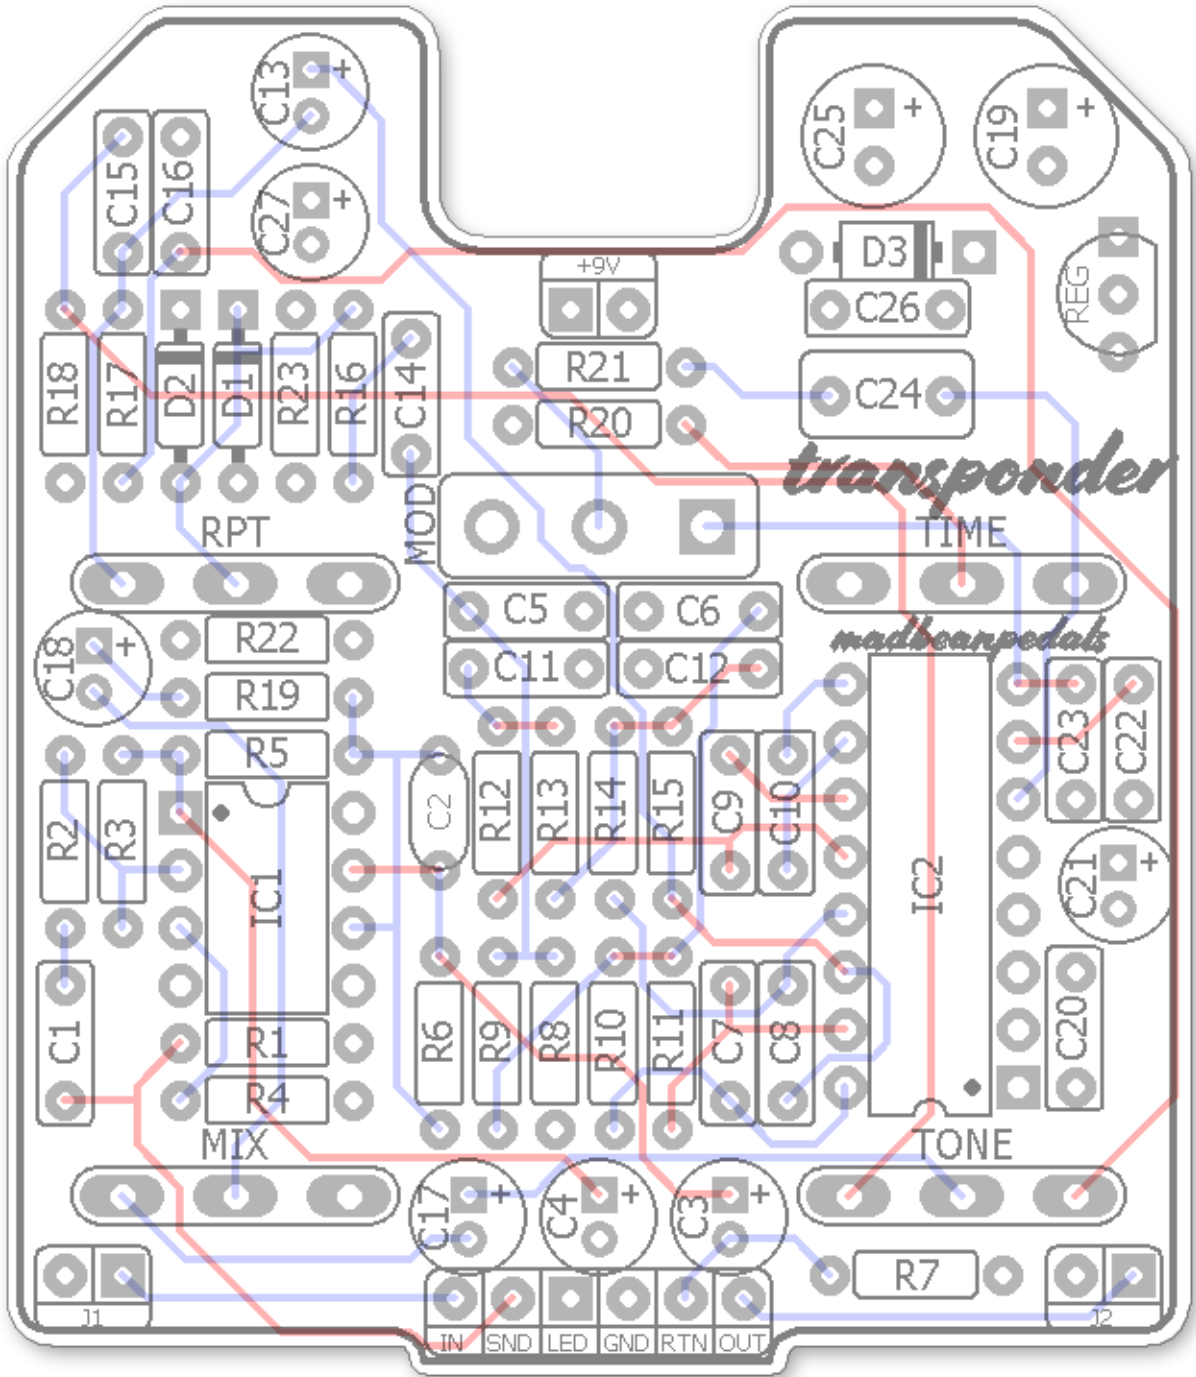 C13 +
C25 +
C19 +
C15
C16
C27 +
+9V
D3
REG
C26
R18
R17
D2
D1
R23
R16
C14
R21
C24
R20
transponder
RPT
MOD
TIME
C5
C6
C18 +
R22
madbeanpedals
C11
C12
R19
R5
C23
C22
R2
R3
C2
R12
R13
R14
R15
C9
C10
IC1
IC2
C21 +
C1
R1
R6
R9
R8
R10
R11
C7
C8
C20
R4
MIX
TONE
C17 +
C4 +
C3 +
R7
J1
J2
IN SND LED GND RTN OUT